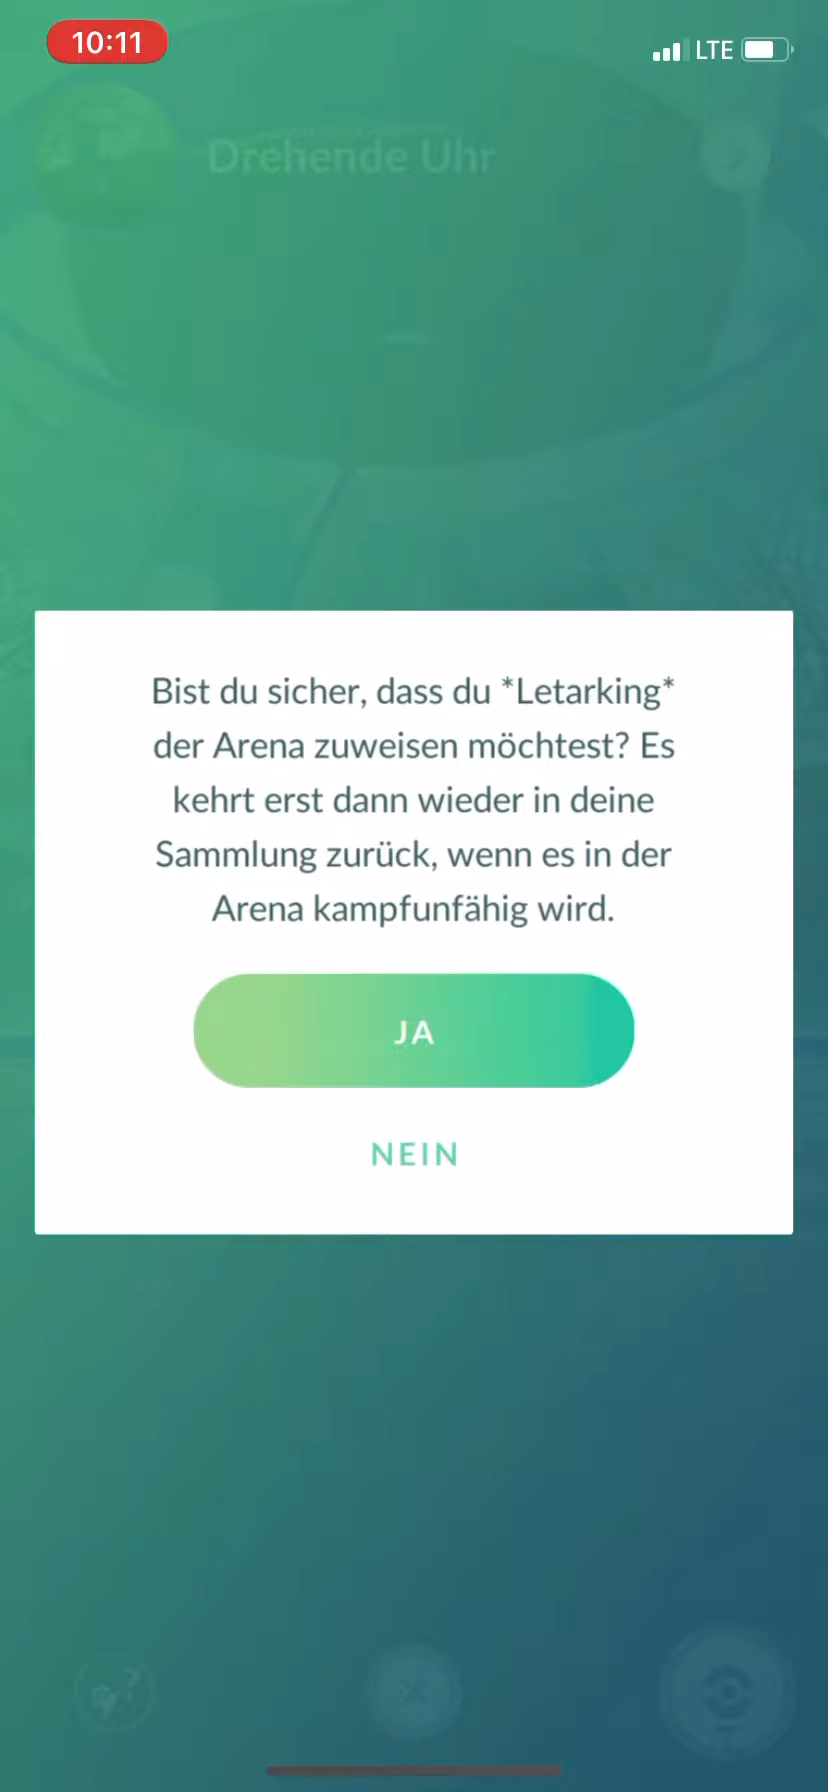 10:11
LTE
Drehende Uhr
Bist du sicher, dass du *Letarking*
der Arena zuweisen möchtest? Es
kehrt erst dann wieder in deine
Sammlung zurück, wenn es in der
Arena kampfunfähig wird.
JA
NEIN
?